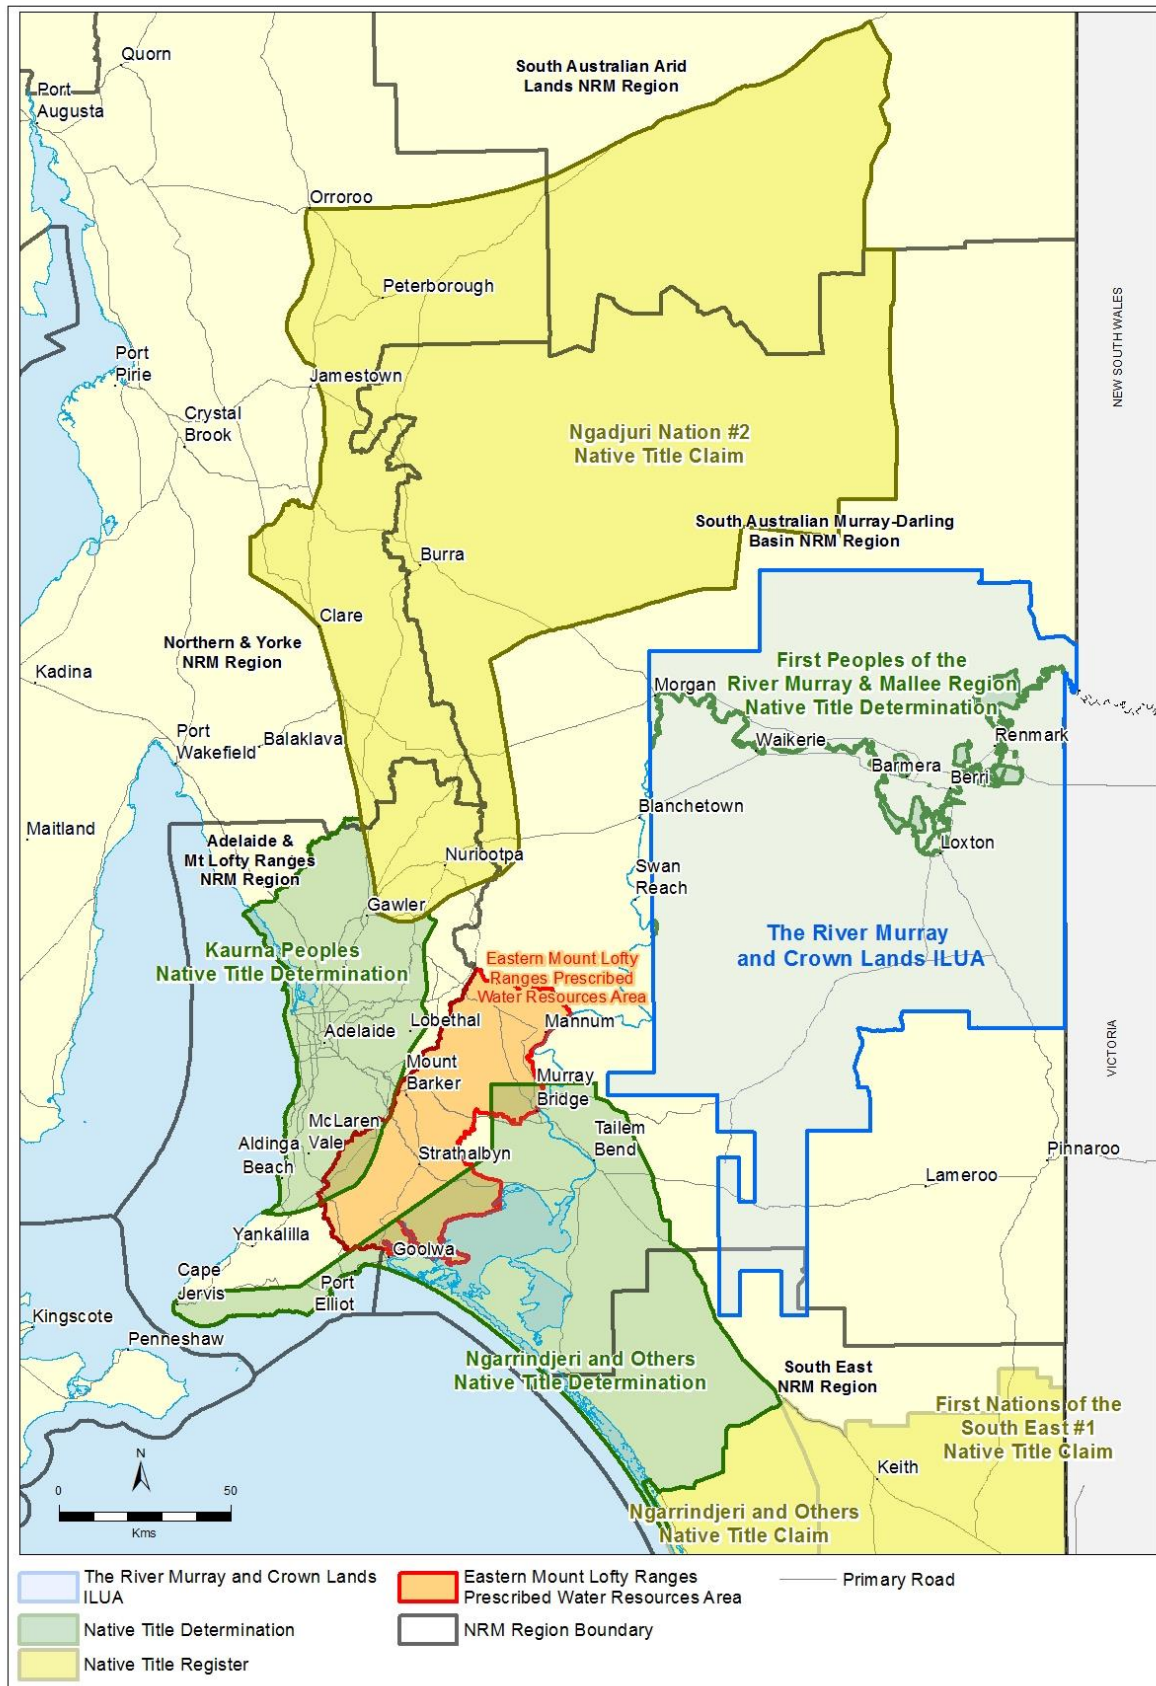 Quorn
South Australian Arid
Lands NRM Region
Port
Augusta
Orroroo
Peterborough
NEW SOUTH WALES
Port
Pirie
Jamestown
Crystal
Brook
Ngadjuri Nation #2
Native Title Claim
South Australian Murray-Darling
Basin NRM Region
Burra
Clare
Northern & Yorke
NRM Region
Kadina
First Peoples of the
River Murray & Mallee Region
Native Title Determination
Morgan
Port
Wakefield
Balaklava
Waikerie
Renmark
Barmera
Berri
Blanchetown
Maitland
Adelaide &
Mt Lofty Ranges
NRM Region
Nuriootpa
Loxton
Swan
Reach
Gawler
The River Murray
and Crown Lands ILUA
Kaurna Peoples
Native Title Determination
Eastern Mount Lofty
Ranges Prescribed
Water Resources Area
Lobethal
Mannum
Adelaide
Mount
Barker
Murray
Bridge
VICTORIA
McLaren
Vale
Aldinga
Beach
Tailem
Bend
Strathalbyn
Pinnaroo
Lameroo
Yankalilla
Goolwa
Cape
Jervis
Port
Elliot
Kingscote
Penneshaw
Ngarrindjeri and Others
Native Title Determination
South East
NRM Region
First Nations of the
South East #1
Native Title Claim
Keith
N
0
50
Kms
Ngarrindjeri and Others
Native Title Claim
The River Murray and Crown Lands
ILUA
Native Title Determination
Native Title Register
Eastern Mount Lofty Ranges
Prescribed Water Resources Area
NRM Region Boundary
Primary Road